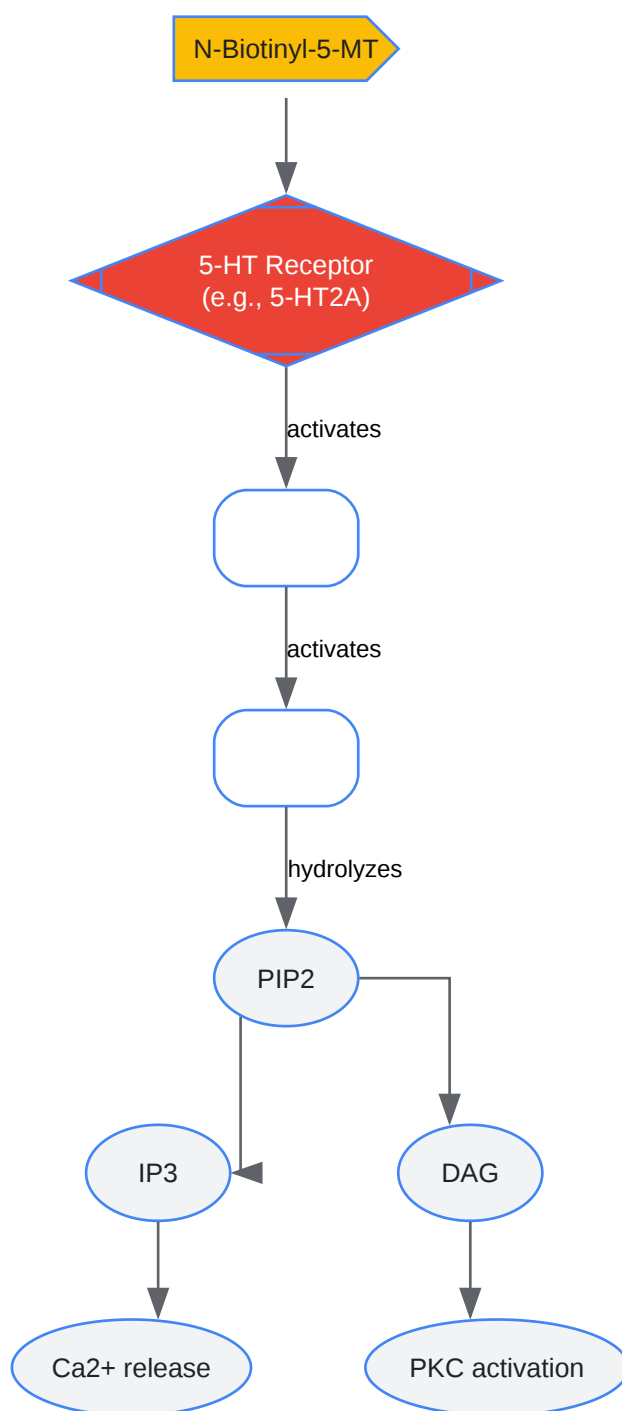 N-Biotinyl-5-MT
5-HT Receptor
(e.g., 5-HT2A)
activates
activates
hydrolyzes
PIP2
IP3
DAG
Ca2+ release
PKC activation